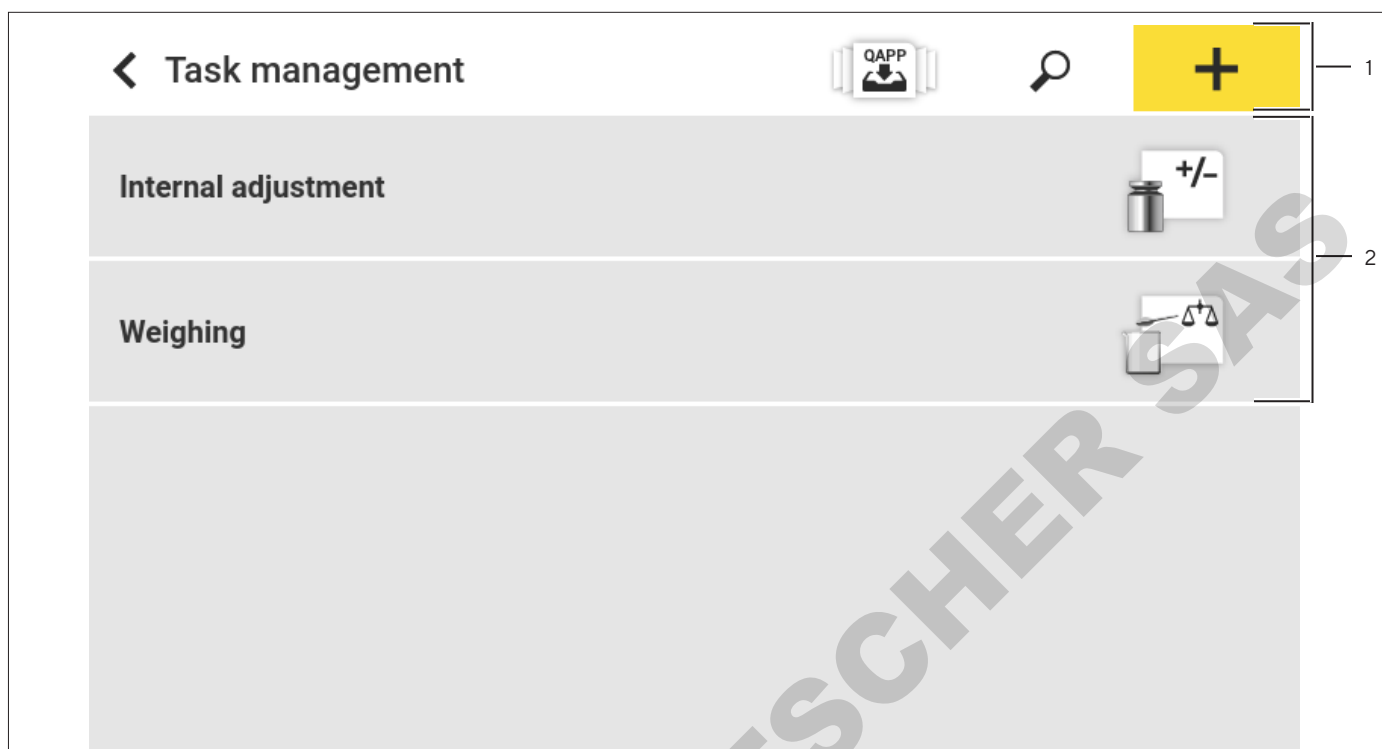 Task management
QAPP
+
1
Internal adjustment
+/-
2
Weighing
SCHER SAS